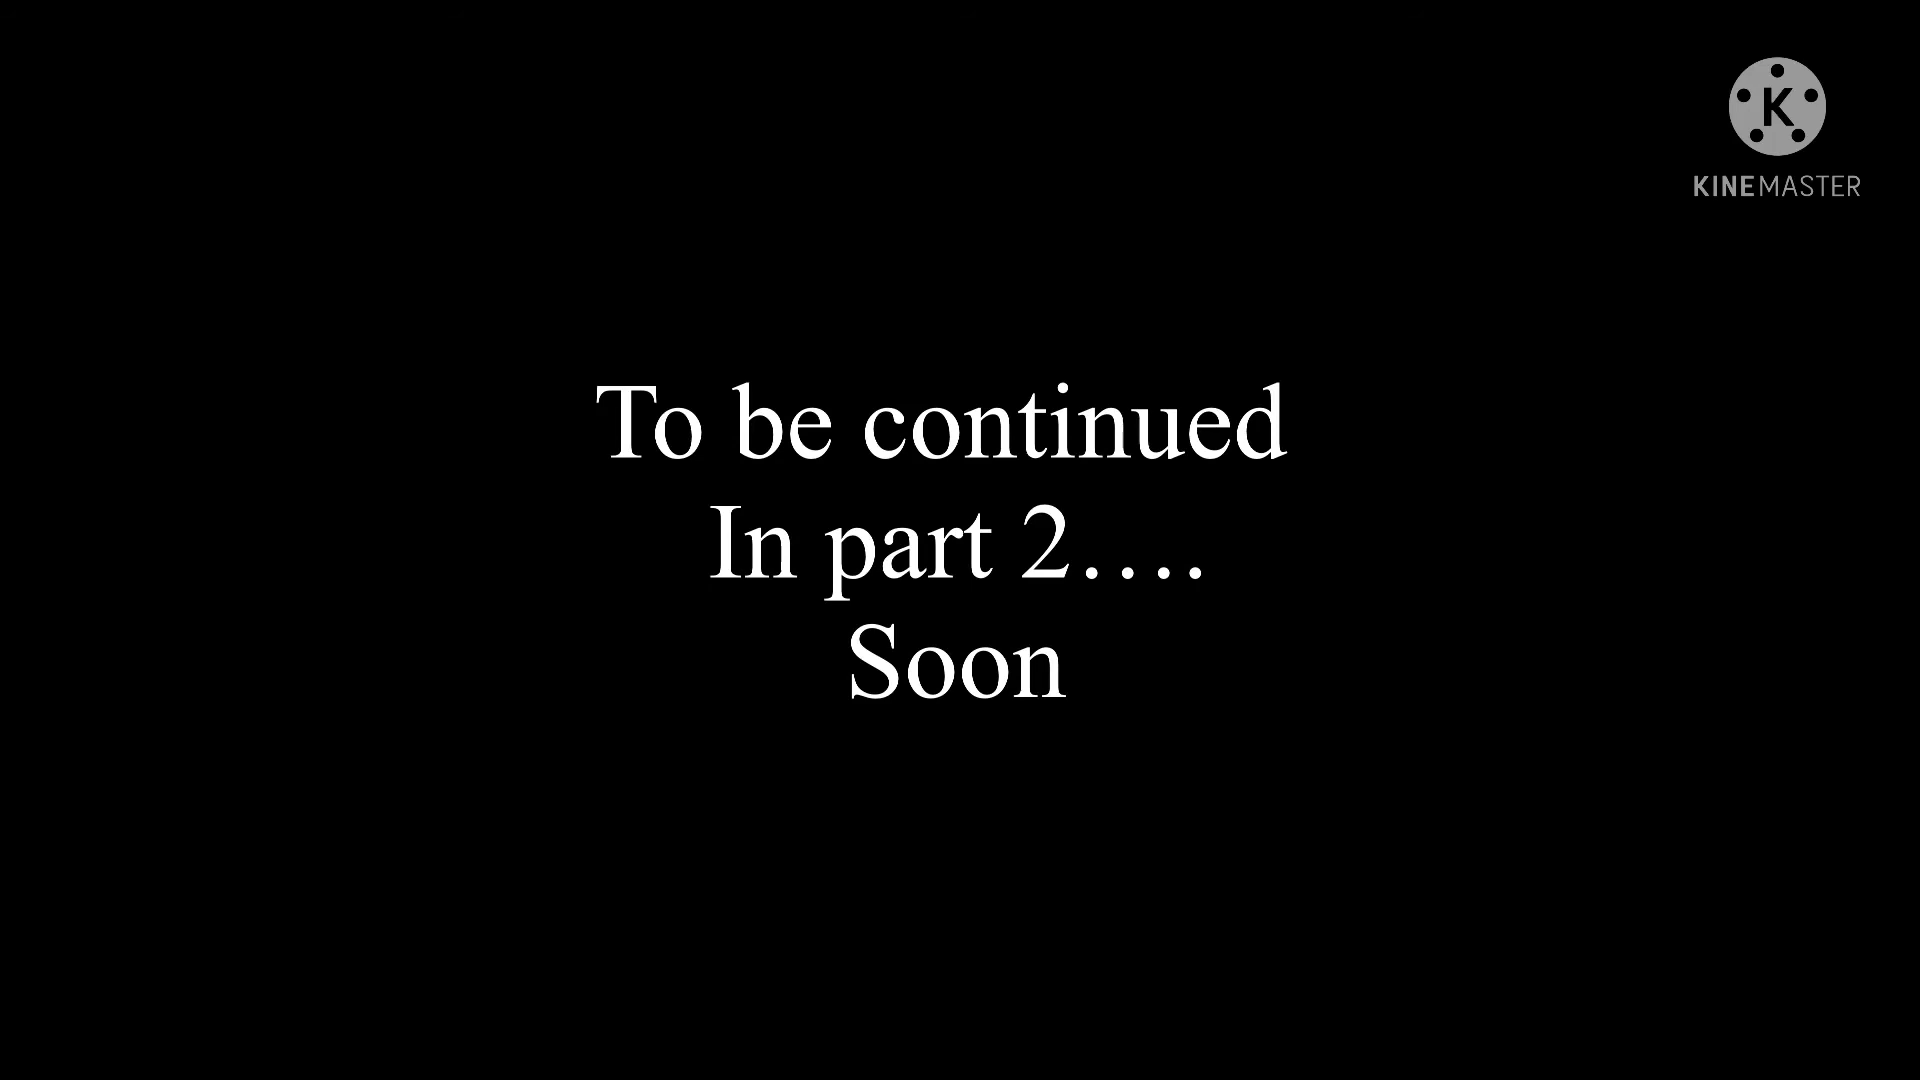 K
KINEMASTER
To be continued
In part 2....
Soon